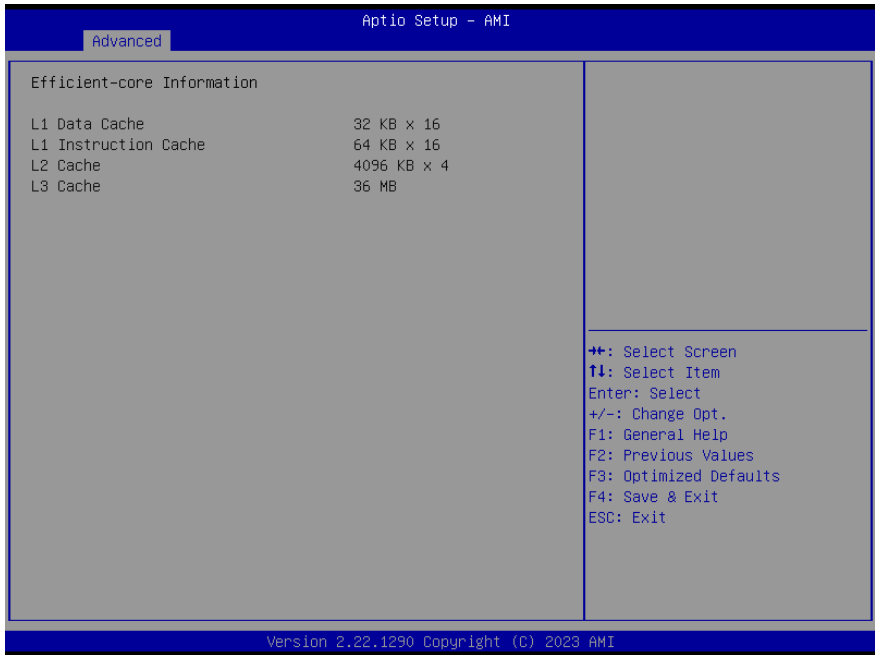 Aptio Setup – AMI
Advanced
Efficient-core Information
L1 Data Cache 32 KB x 16
L1 Instruction Cache 64 KB x 16
L2 Cache 4096 KB x 4
L3 Cache 36 MB
→←: Select Screen
↑↓: Select Item
Enter: Select
+/-: Change Opt.
F1: General Help
F2: Previous Values
F3: Optimized Defaults
F4: Save & Exit
ESC: Exit
Version 2.22.1290 Copyright (C) 2023 AMI